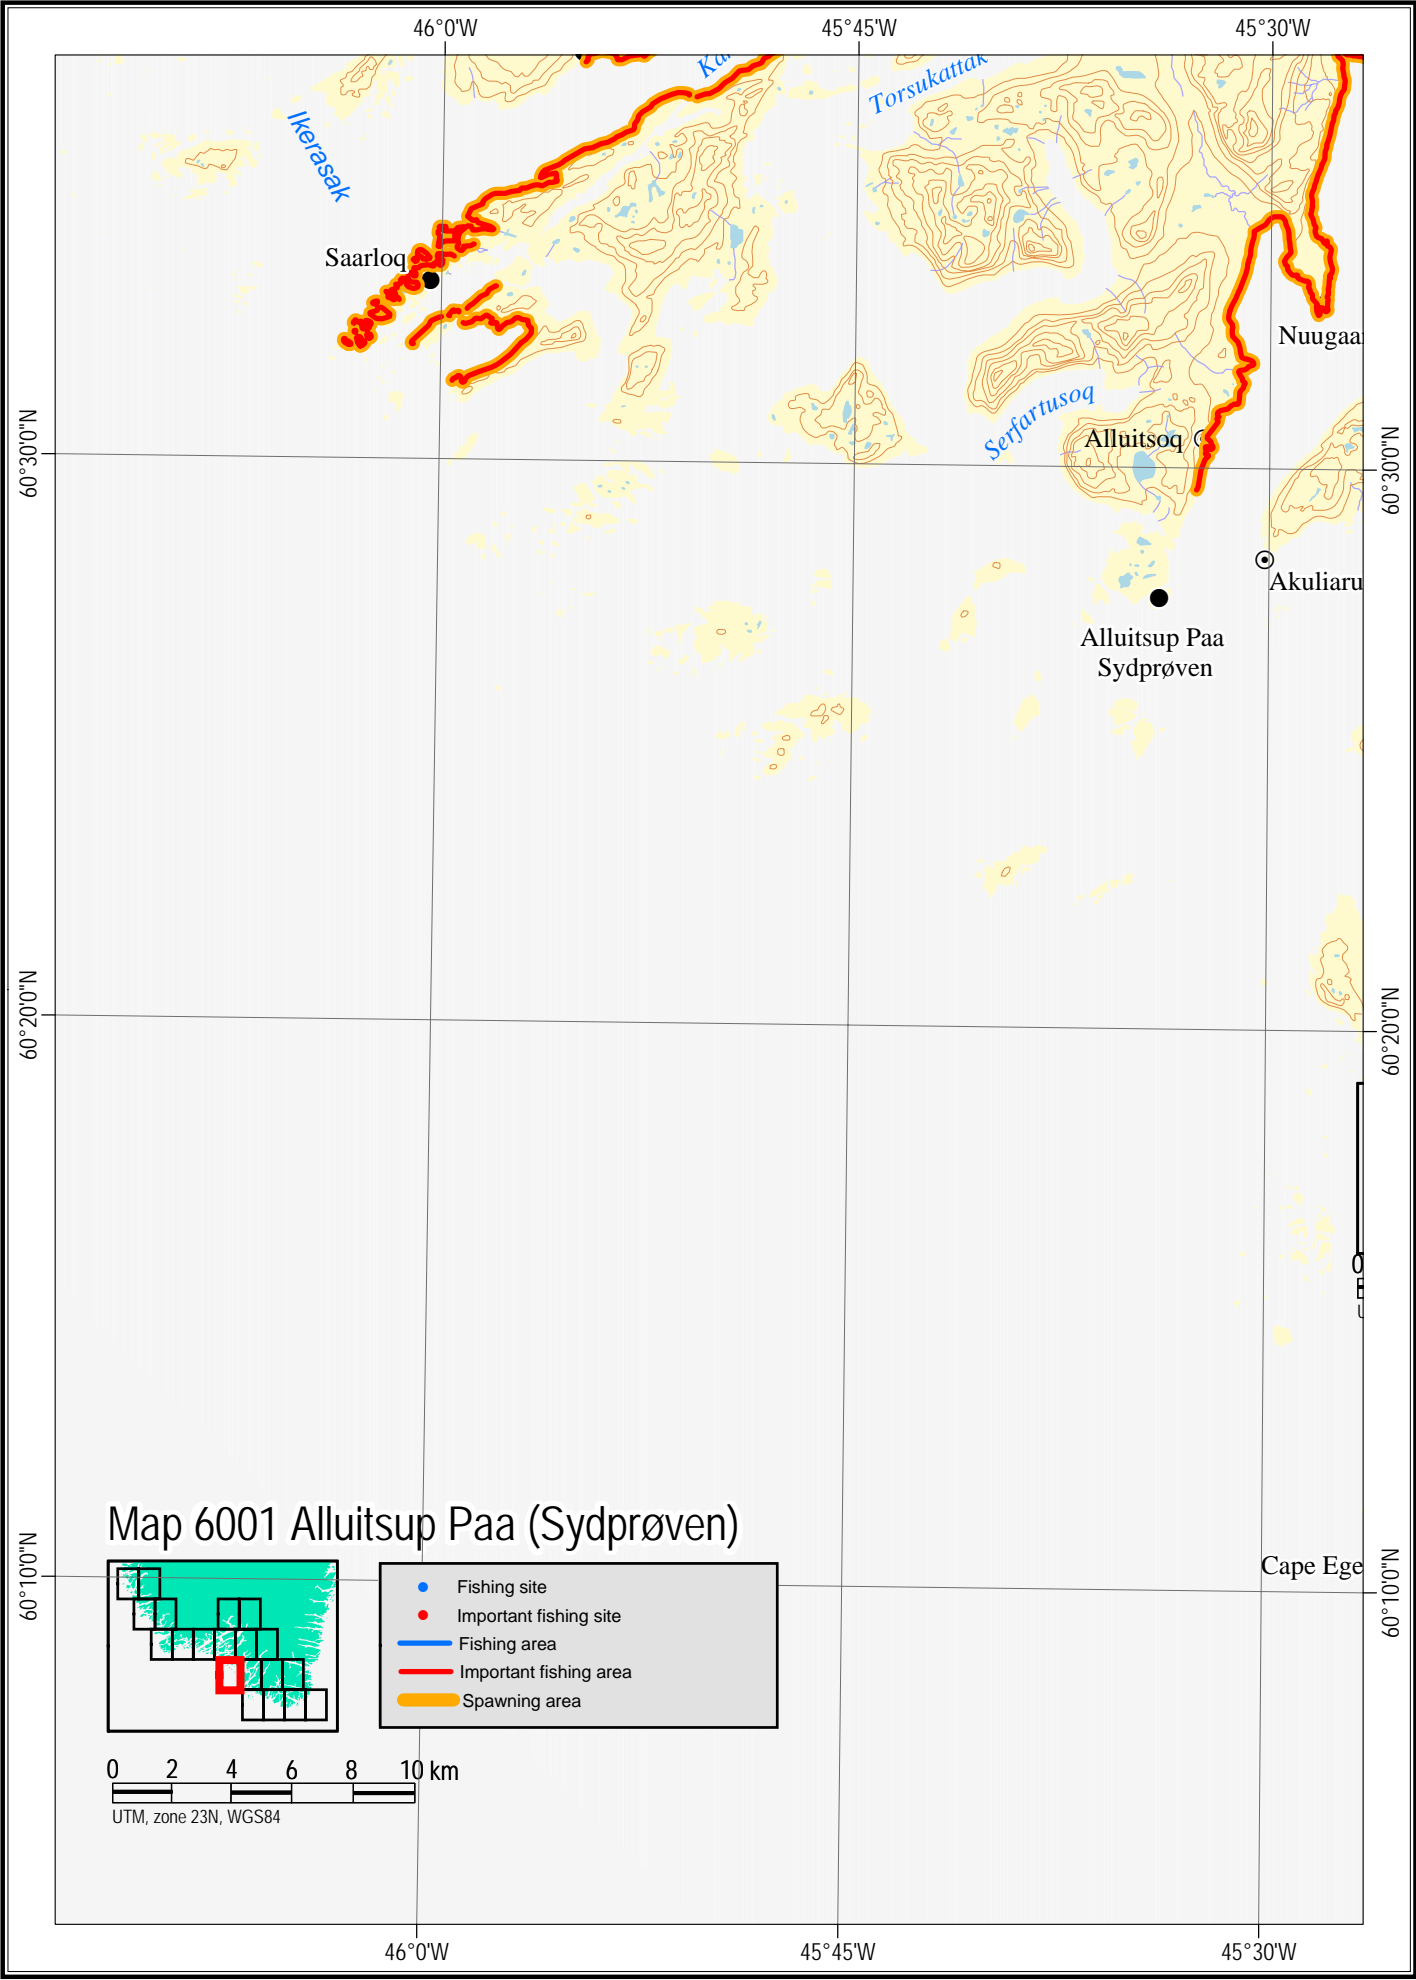 46°0'W 45°45'W 45°30'W
Torsukattak
Ikerasak
Saarloq
Nuugaa
Serfartusoq
Alluitsoq
60°30'0"N 60°30'0"N
Akuliaru
Alluitsup Paa
Sydprøven
60°20'0"N 60°20'0"N
0
Map 6001 Alluitsup Paa (Sydprøven)
60°10'0"N 60°10'0"N
Cape Ege
Fishing site
Important fishing site
Fishing area
Important fishing area
Spawning area
0 2 4 6 8 10 km
UTM, zone 23N, WGS84
46°0'W 45°45'W 45°30'W